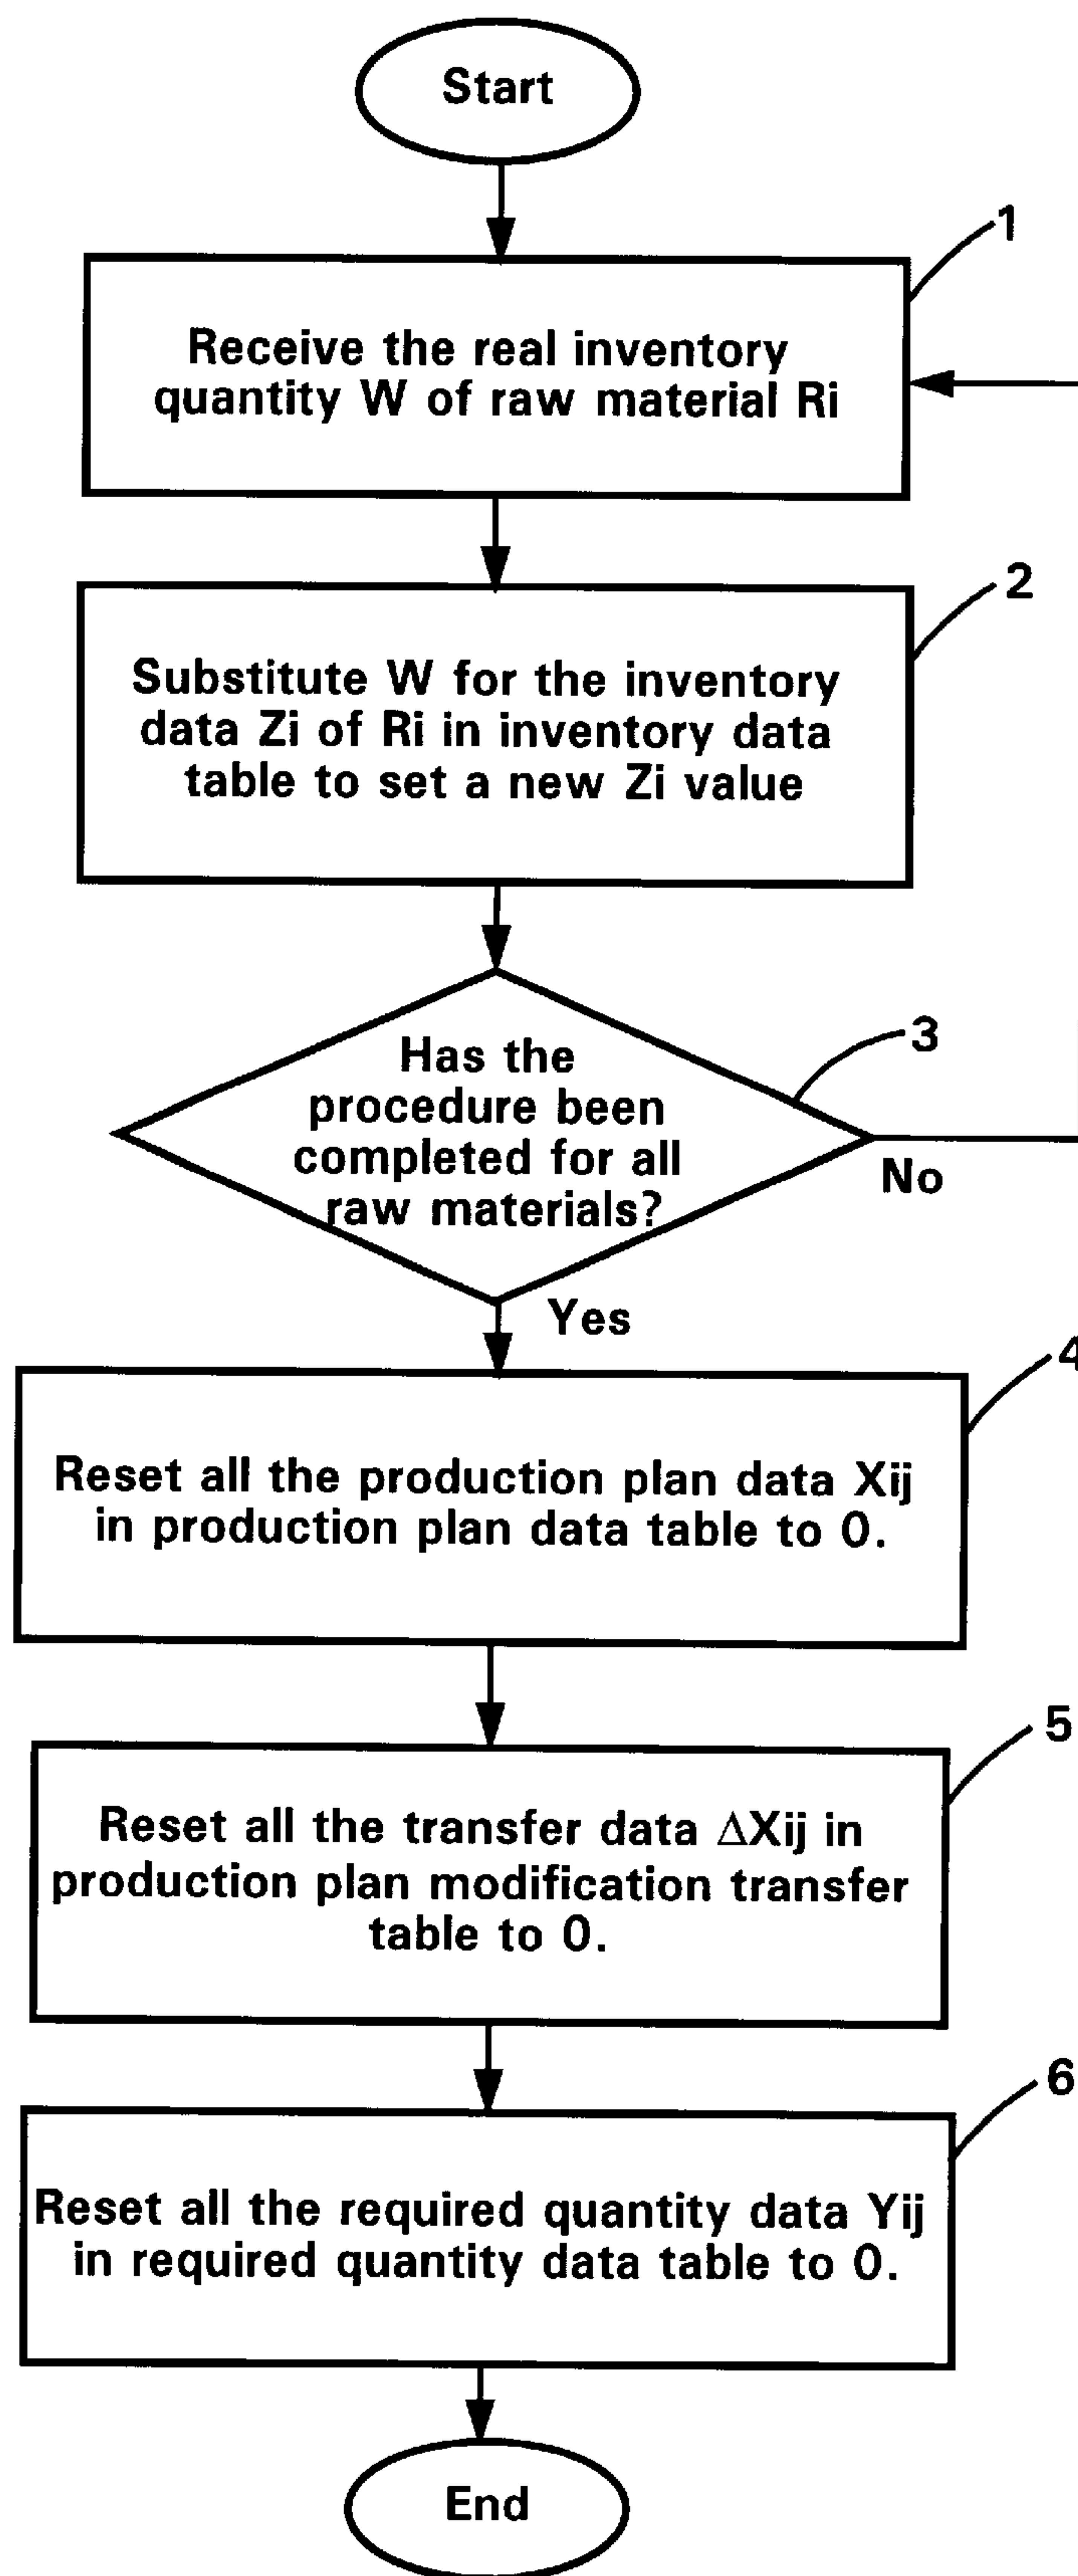 Start
1
Receive the real inventory
quantity W of raw material Ri
2
Substitute W for the inventory
data Zi of Ri in inventory data
table to set a new Zi value
3
Has the
procedure been
completed for all
raw materials?
No
Yes
4
Reset all the production plan data Xij
in production plan data table to 0.
5
Reset all the transfer data ΔXij in
production plan modification transfer
table to 0.
6
Reset all the required quantity data Yij
in required quantity data table to 0.
End